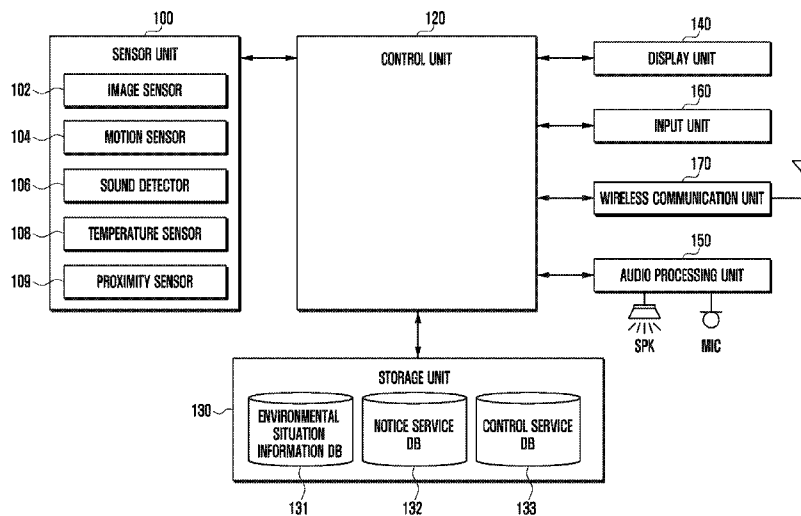 100
SENSOR UNIT
102
IMAGE SENSOR
104
MOTION SENSOR
106
SOUND DETECTOR
108
TEMPERATURE SENSOR
109
PROXIMITY SENSOR
120
CONTROL UNIT
140
DISPLAY UNIT
160
INPUT UNIT
170
WIRELESS COMMUNICATION UNIT
150
AUDIO PROCESSING UNIT
SPK
MIC
STORAGE UNIT
130
ENVIRONMENTAL
SITUATION
INFORMATION DB
NOTICE SERVICE
DB
CONTROL SERVICE
DB
131
132
133